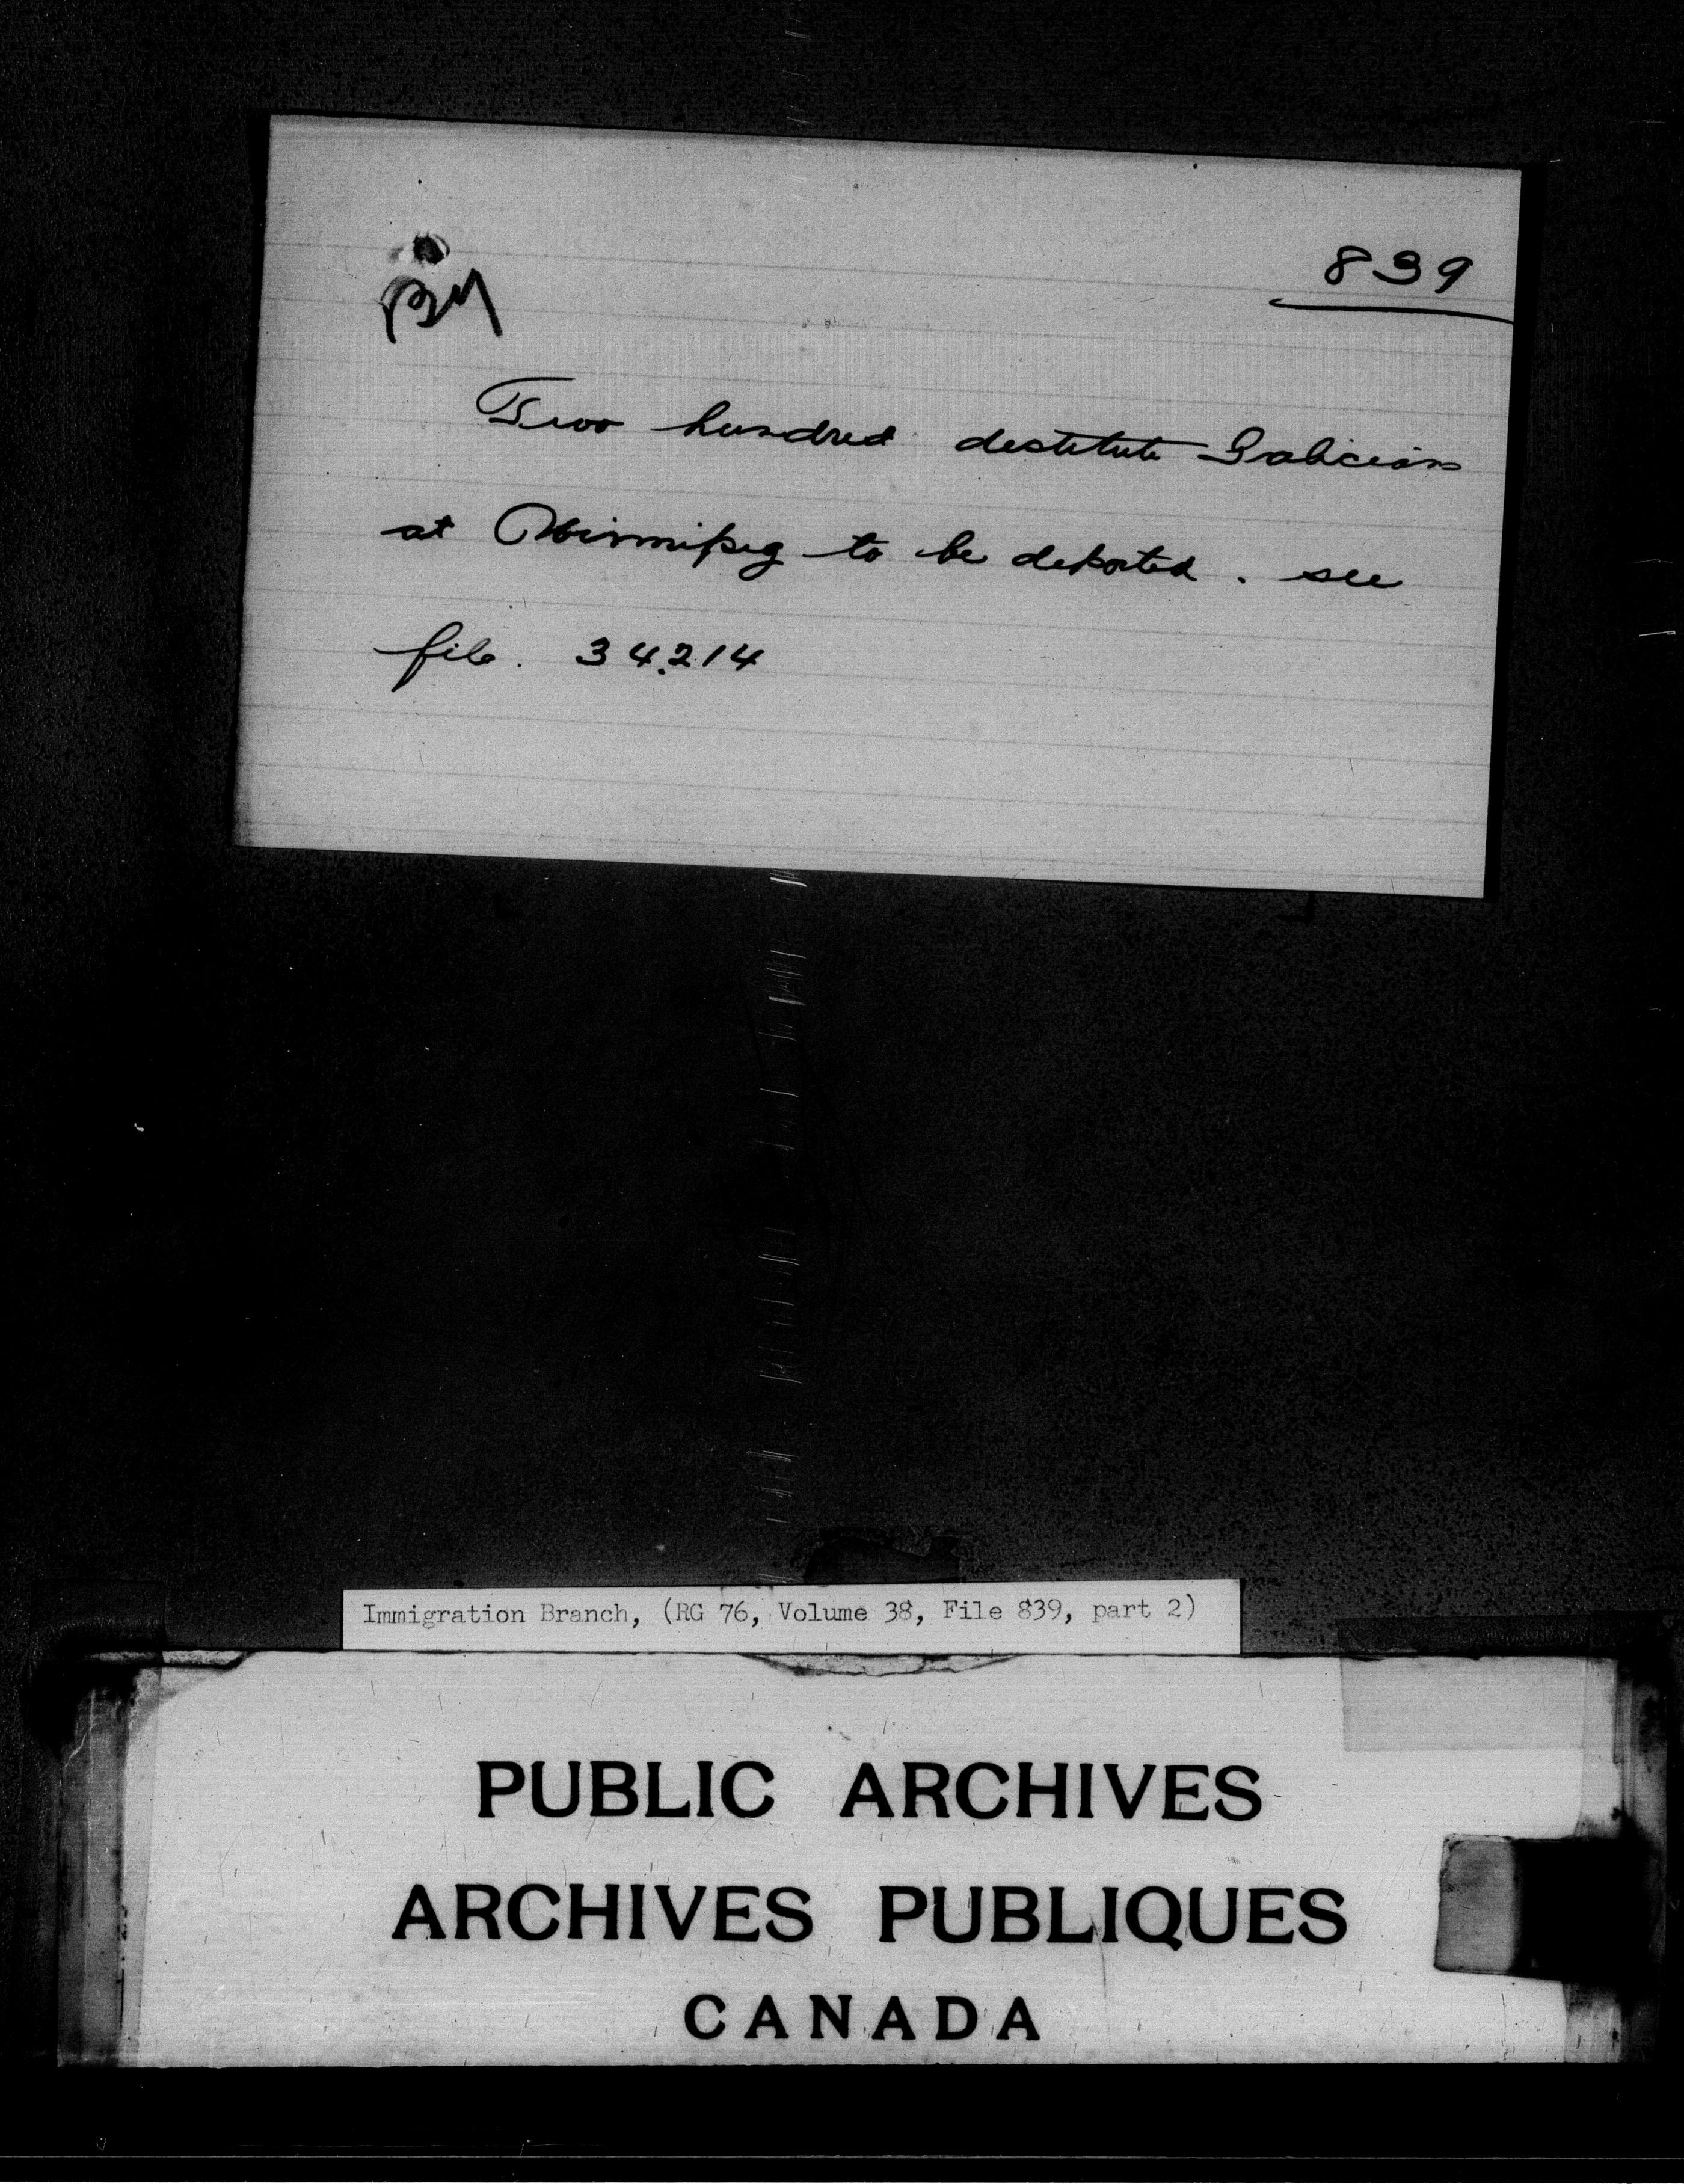 839
Two hundred destitute Galicians
at Winnipeg to be deported. see
file. 34214
Immigration Branch, (RG 76, Volume 38, File 839, part 2)
PUBLIC ARCHIVES
ARCHIVES PUBLIQUES
CANADA